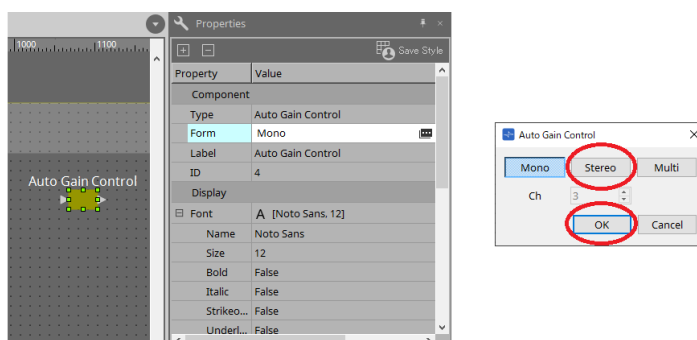 1000 1100
Auto Gain Control
Properties
Save Style
Property Value
Component
Type Auto Gain Control
Form Mono
Label Auto Gain Control
ID 4
Display
Font A [Noto Sans, 12]
Name Noto Sans
Size 12
Bold False
Italic False
Strikeo... False
Underl... False
Auto Gain Control
Mono Stereo Multi
Ch 3
OK Cancel